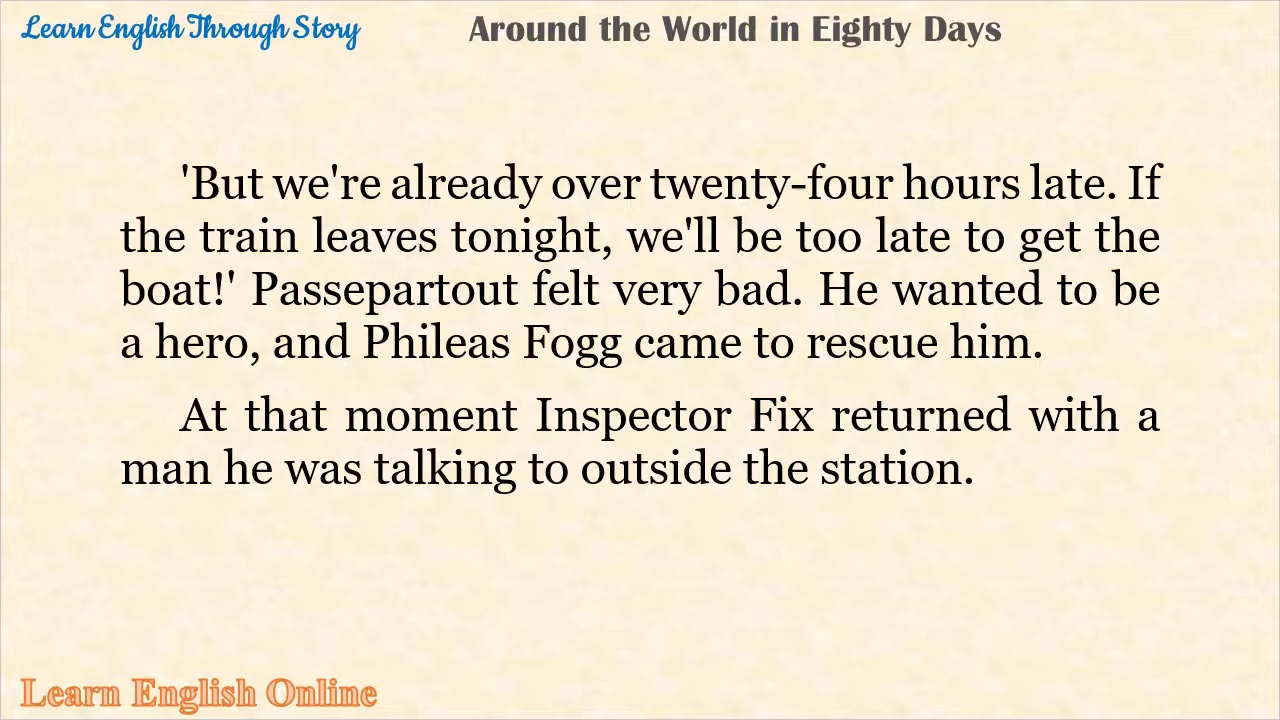 Learn English Through Story
Around the World in Eighty Days
'But we're already over twenty-four hours late. If
the train leaves tonight, we'll be too late to get the
boat!' Passepartout felt very bad. He wanted to be
a hero, and Phileas Fogg came to rescue him.
At that moment Inspector Fix returned with a
man he was talking to outside the station.
Learn English Online